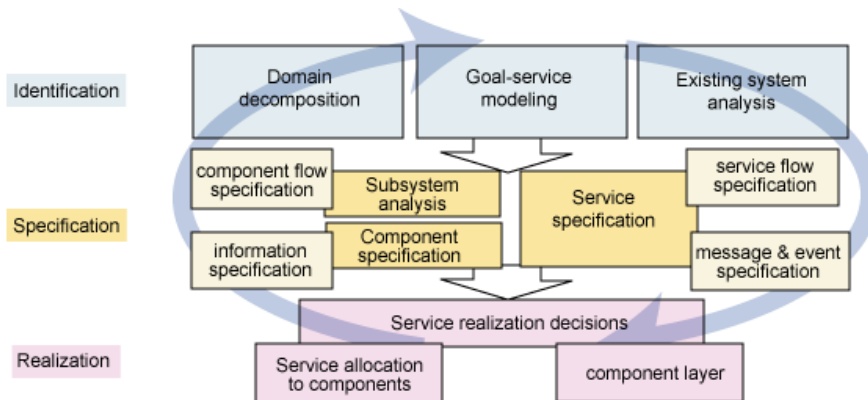 Identification
Domain
decomposition
Goal-service
modeling
Existing system
analysis
Specification
component flow
specification
Subsystem
analysis
Service
specification
service flow
specification
information
specification
Component
specification
message & event
specification
Realization
Service realization decisions
Service allocation
to components
component layer